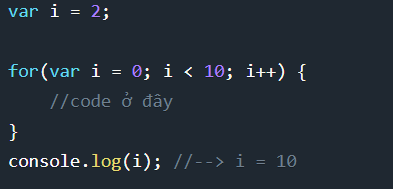 var i = 2;
for(var i = 0; i < 10; i++) {
//code ở đây
}
console.log(i); //--> i = 10